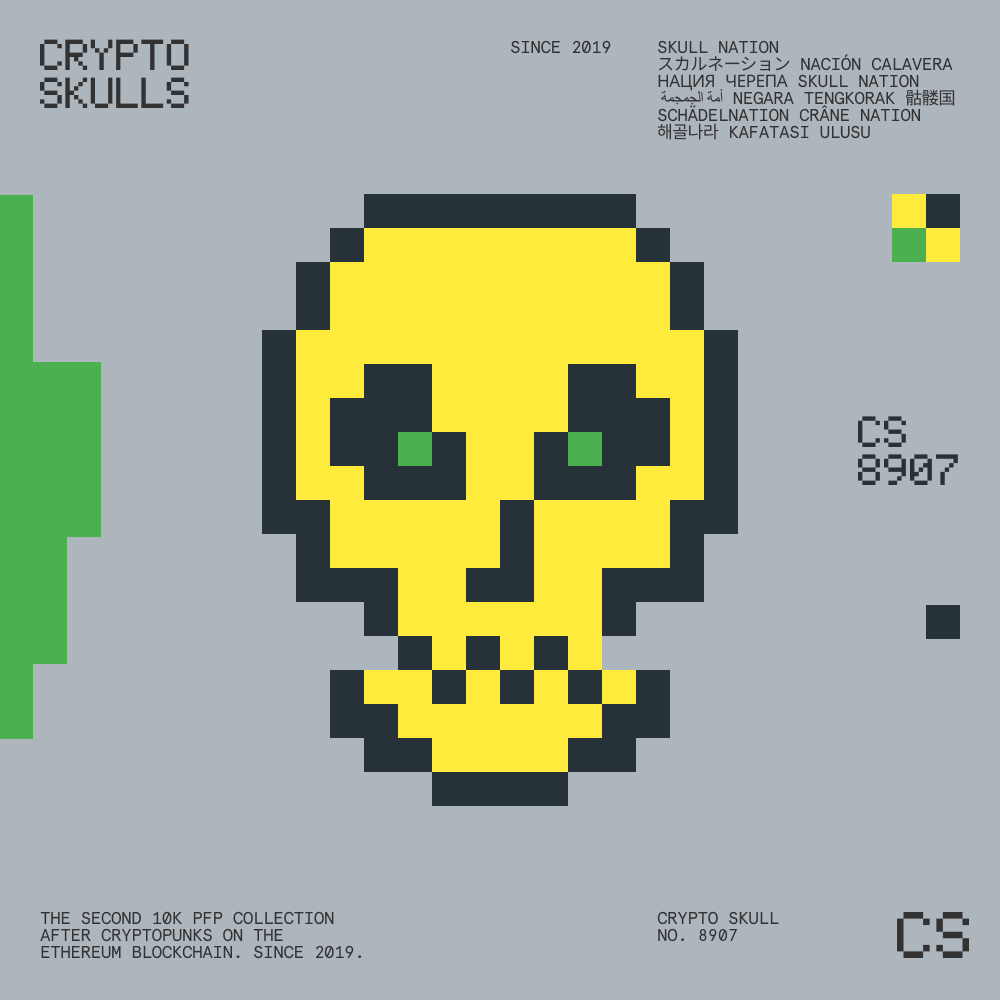 CRYPTO
SKULLS
SINCE 2019
SKULL NATION
スカルネーション NACIÓN CALAVERA
НАЦИЯ ЧЕРЕПА SKULL NATION
أمة الجمجمة NEGARA TENGKORAK 骷髅国
SCHÄDELNATION CRÂNE NATION
해골나라 KAFATASI ULUSU
CS
8907
THE SECOND 10K PFP COLLECTION
AFTER CRYPTOPUNKS ON THE
ETHEREUM BLOCKCHAIN. SINCE 2019.
CRYPTO SKULL
NO. 8907
CS